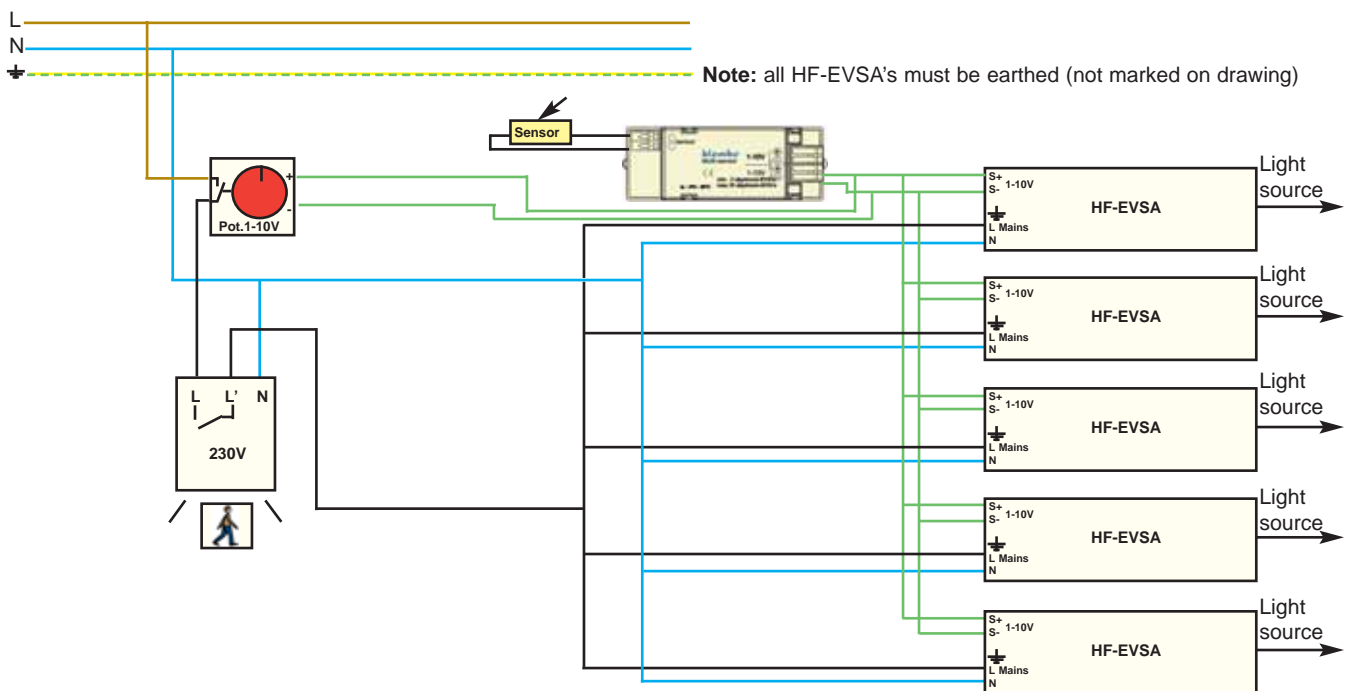 L
N
Note: all HF-EVSA's must be earthed (not marked on drawing)
Sensor
1-10V
+
-
Pot.1-10V
S+
S- 1-10V
L Mains
N
HF-EVSA
Light
source
S+
S- 1-10V
L Mains
N
HF-EVSA
Light
source
L L' N
230V
S+
S- 1-10V
L Mains
N
HF-EVSA
Light
source
S+
S- 1-10V
L Mains
N
HF-EVSA
Light
source
S+
S- 1-10V
L Mains
N
HF-EVSA
Light
source